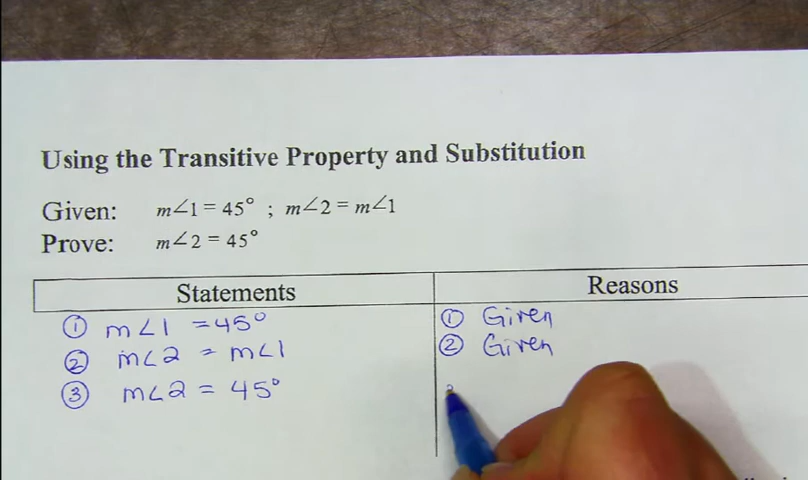 Using the Transitive Property and Substitution
Given: m∠1 = 45° ; m∠2 = m∠1
Prove: m∠2 = 45°
Statements Reasons
① m∠1 = 45° ① Given
② m∠2 = m∠1 ② Given
③ m∠2 = 45°